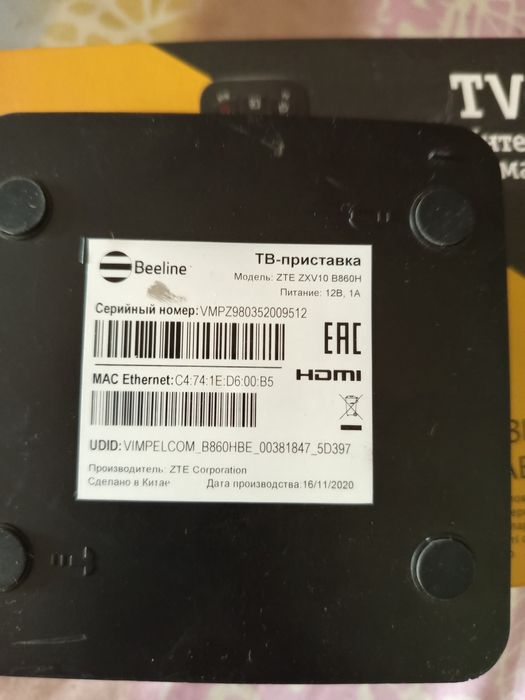 TV
Beeline
ТВ-приставка
Модель: ZTE ZXV10 B860H
Питание: 12В, 1А
Серийный номер:VMPZ980352009512
EAC
MAC Ethernet:C4:74:1E:D6:00:B5
HDMI
UDID:VIMPELCOM_B860HBE_00381847_5D397
Производитель: ZTE Corporation
Сделано в Китае Дата производства:16/11/2020